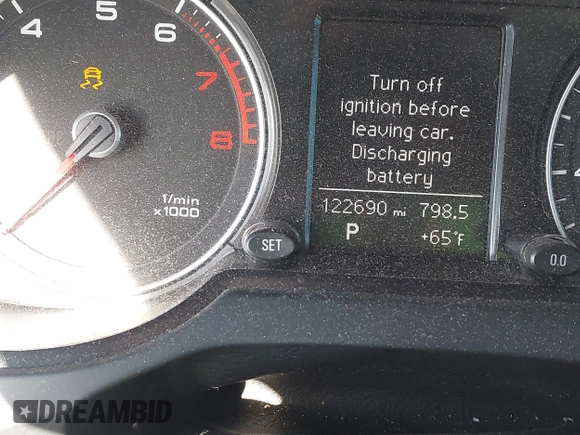 4 5 6
7
8
1/min
x1000
SET
Turn off
ignition before
leaving car.
Discharging
battery
122690 mi 798.5
P +65°F
0.0
DREAMBID